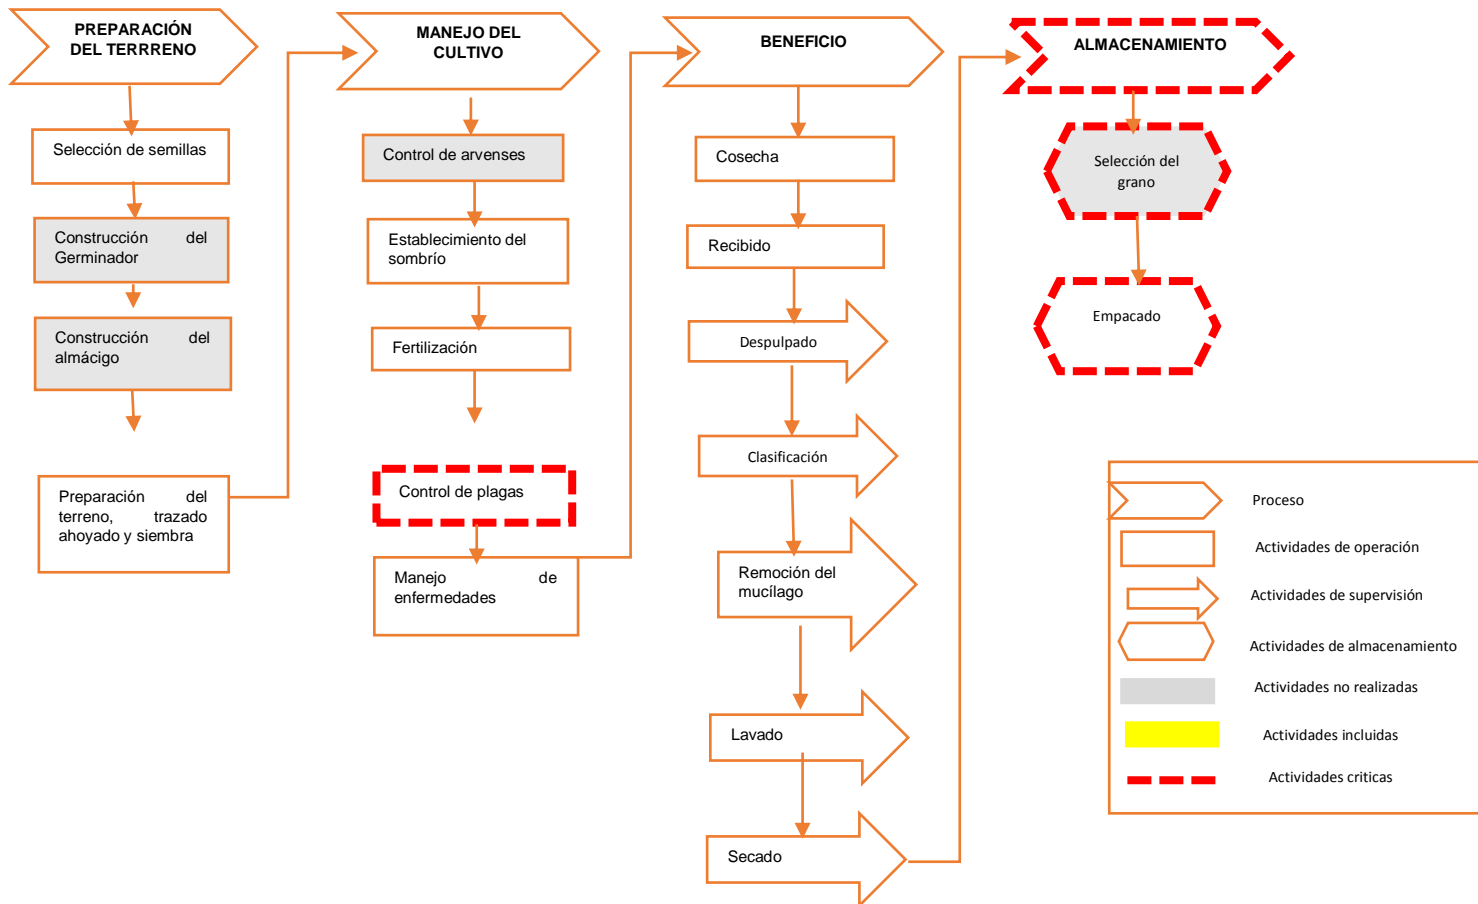 PREPARACIÓN
DEL TERRRENO
Selección de semillas
Construcción del
Germinador
Construcción del
almácigo
Preparación del
terreno, trazado
ahoyado y siembra
MANEJO DEL
CULTIVO
Control de arvenses
Establecimiento del
sombrío
Fertilización
Control de plagas
Manejo de
enfermedades
BENEFICIO
Cosecha
Recibido
Despulpado
Clasificación
Remoción del
mucílago
Lavado
Secado
ALMACENAMIENTO
Selección del
grano
Empacado
Proceso
Actividades de operación
Actividades de supervisión
Actividades de almacenamiento
Actividades no realizadas
Actividades incluidas
Actividades criticas